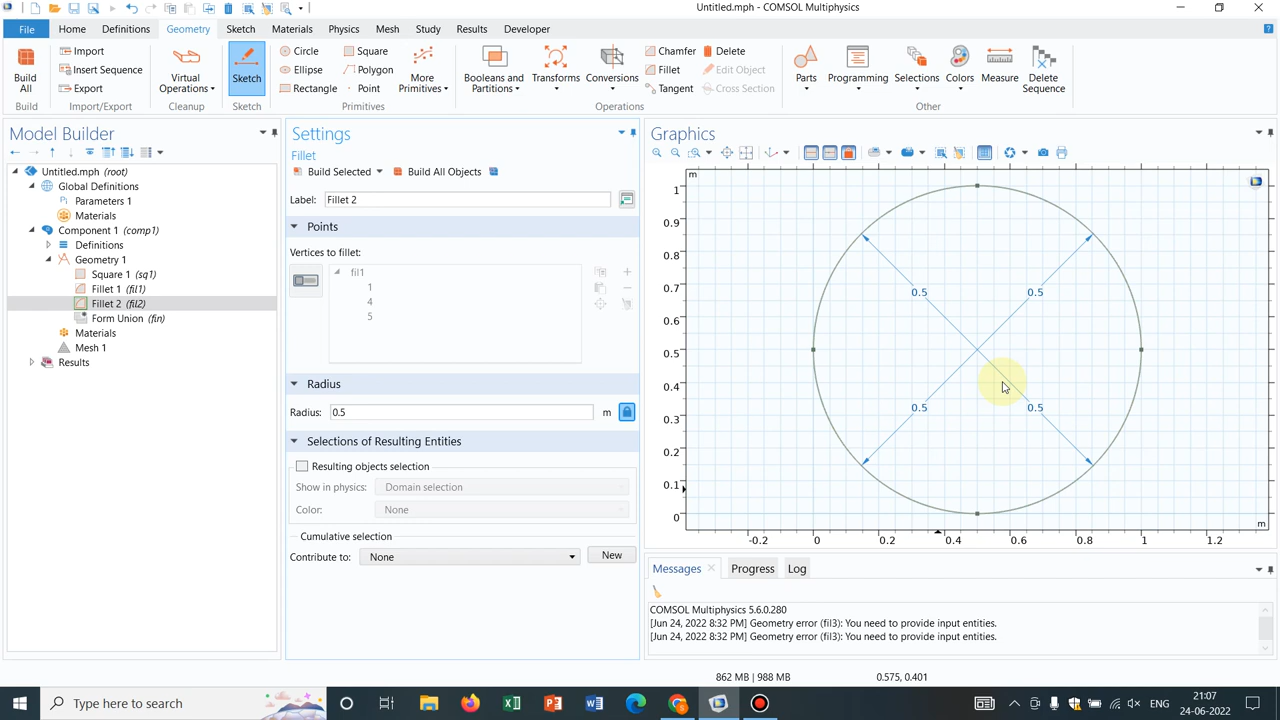 Untitled.mph - COMSOL Multiphysics
File Home Definitions Geometry Sketch Materials Physics Mesh Study Results Developer
Build All
Build
Import
Insert Sequence
Export
Import/Export
Virtual Operations
Cleanup
Sketch
Sketch
Circle Square
Ellipse Polygon
Rectangle Point
More Primitives
Primitives
Booleans and Partitions
Transforms
Conversions
Chamfer Delete
Fillet Edit Object
Tangent Cross Section
Operations
Parts
Programming
Selections
Colors
Measure
Delete Sequence
Other
Model Builder
Untitled.mph (root)
Global Definitions
Pi Parameters 1
Materials
Component 1 (comp1)
Definitions
Geometry 1
Square 1 (sq1)
Fillet 1 (fil1)
Fillet 2 (fil2)
Form Union (fin)
Materials
Mesh 1
Results
Settings
Fillet
Build Selected Build All Objects
Label: Fillet 2
Points
Vertices to fillet:
fil1
1
4
5
Radius
Radius: 0.5 m
Selections of Resulting Entities
Resulting objects selection
Show in physics: Domain selection
Color: None
Cumulative selection
Contribute to: None New
Graphics
m
1
0.9
0.8
0.7
0.6
0.5
0.4
0.3
0.2
0.1
0
0.5 0.5
0.5 0.5
m
-0.2 0 0.2 0.4 0.6 0.8 1 1.2
Messages Progress Log
COMSOL Multiphysics 5.6.0.280
[Jun 24, 2022 8:32 PM] Geometry error (fil3): You need to provide input entities.
[Jun 24, 2022 8:32 PM] Geometry error (fil3): You need to provide input entities.
862 MB | 988 MB 0.575, 0.401
Type here to search
ENG
21:07
24-06-2022